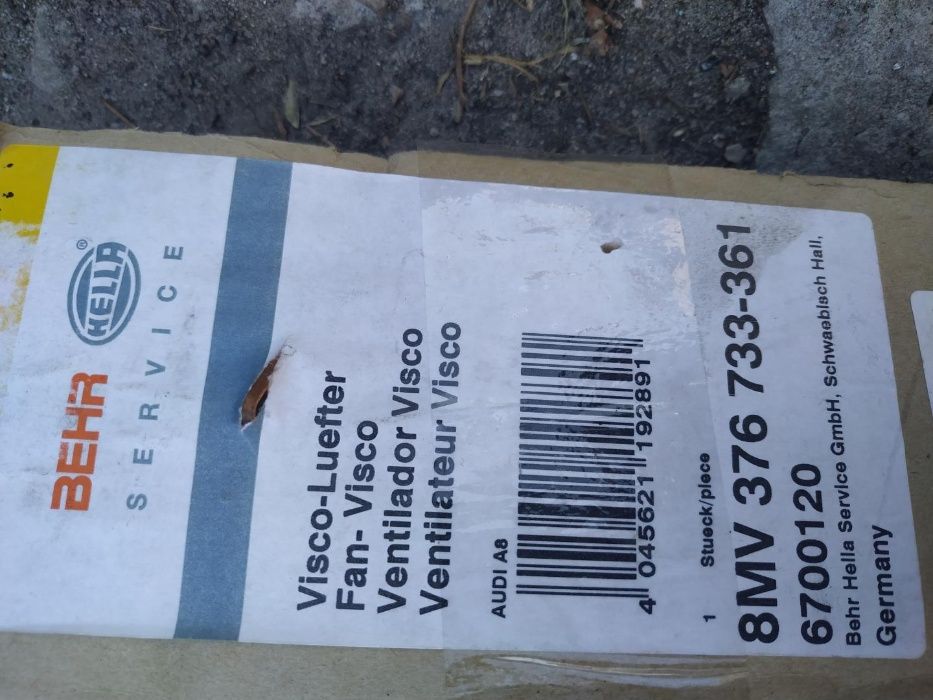 BEHR HELLA®
SERVICE
Visco-Luefter
Fan- Visco
Ventilador Visco
Ventilateur Visco
AUDI A8
4 045621 192891
1 Stueck/piece
8MV 376 733-361
6700120
Behr Hella Service GmbH, Schwaebisch Hall,
Germany